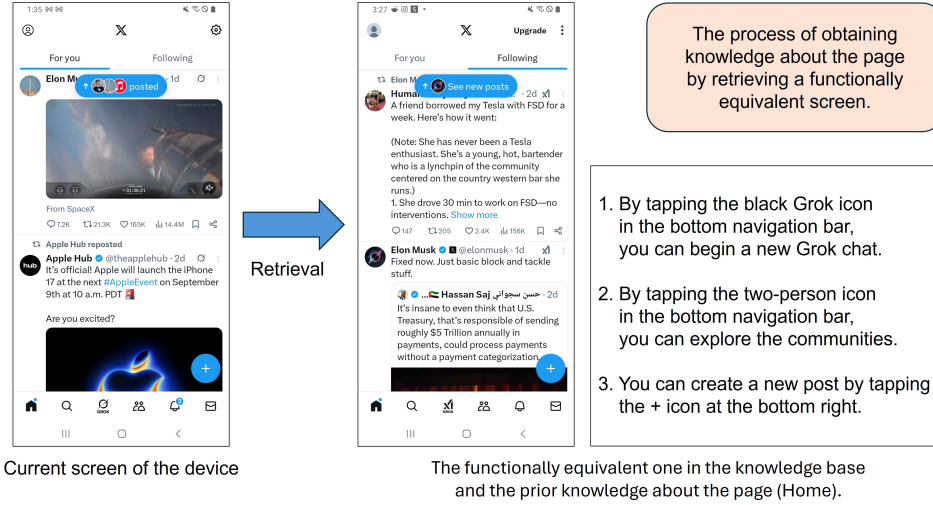 1:35
For you
Following
Elon Mu
posted
· 1d
From SpaceX
7.2K
21.3K
165K
14.4M
Apple Hub reposted
hub
Apple Hub @theapplehub · 2d
It's official! Apple will launch the iPhone
17 at the next #AppleEvent on September
9th at 10 a.m. PDT
Are you excited?
GROK
2
Current screen of the device
Retrieval
3:27
Upgrade
For you
Following
Elon M
See new posts
Human
· 2d
A friend borrowed my Tesla with FSD for a
week. Here's how it went:
(Note: She has never been a Tesla
enthusiast. She's a young, hot, bartender
who is a lynchpin of the community
centered on the country western bar she
runs.)
1. She drove 30 min to work on FSD—no
interventions. Show more
147
205
2.4K
156K
Elon Musk @elonmusk · 1d
Fixed now. Just basic block and tackle
stuff.
...Hassan Saj حسن سجواني · 2d
It's insane to even think that U.S.
Treasury, that's responsible of sending
roughly $5 Trillion annually in
payments, could process payments
without a payment categorization,
GROK
The functionally equivalent one in the knowledge base
and the prior knowledge about the page (Home).
The process of obtaining
knowledge about the page
by retrieving a functionally
equivalent screen.
1. By tapping the black Grok icon
in the bottom navigation bar,
you can begin a new Grok chat.
2. By tapping the two-person icon
in the bottom navigation bar,
you can explore the communities.
3. You can create a new post by tapping
the + icon at the bottom right.